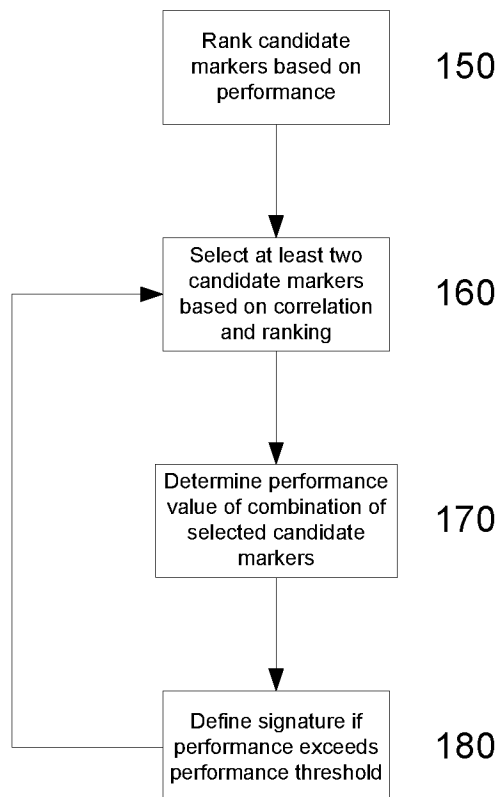 Rank candidate
markers based on
performance
150
Select at least two
candidate markers
based on correlation
and ranking
160
Determine performance
value of combination of
selected candidate
markers
170
Define signature if
performance exceeds
performance threshold
180